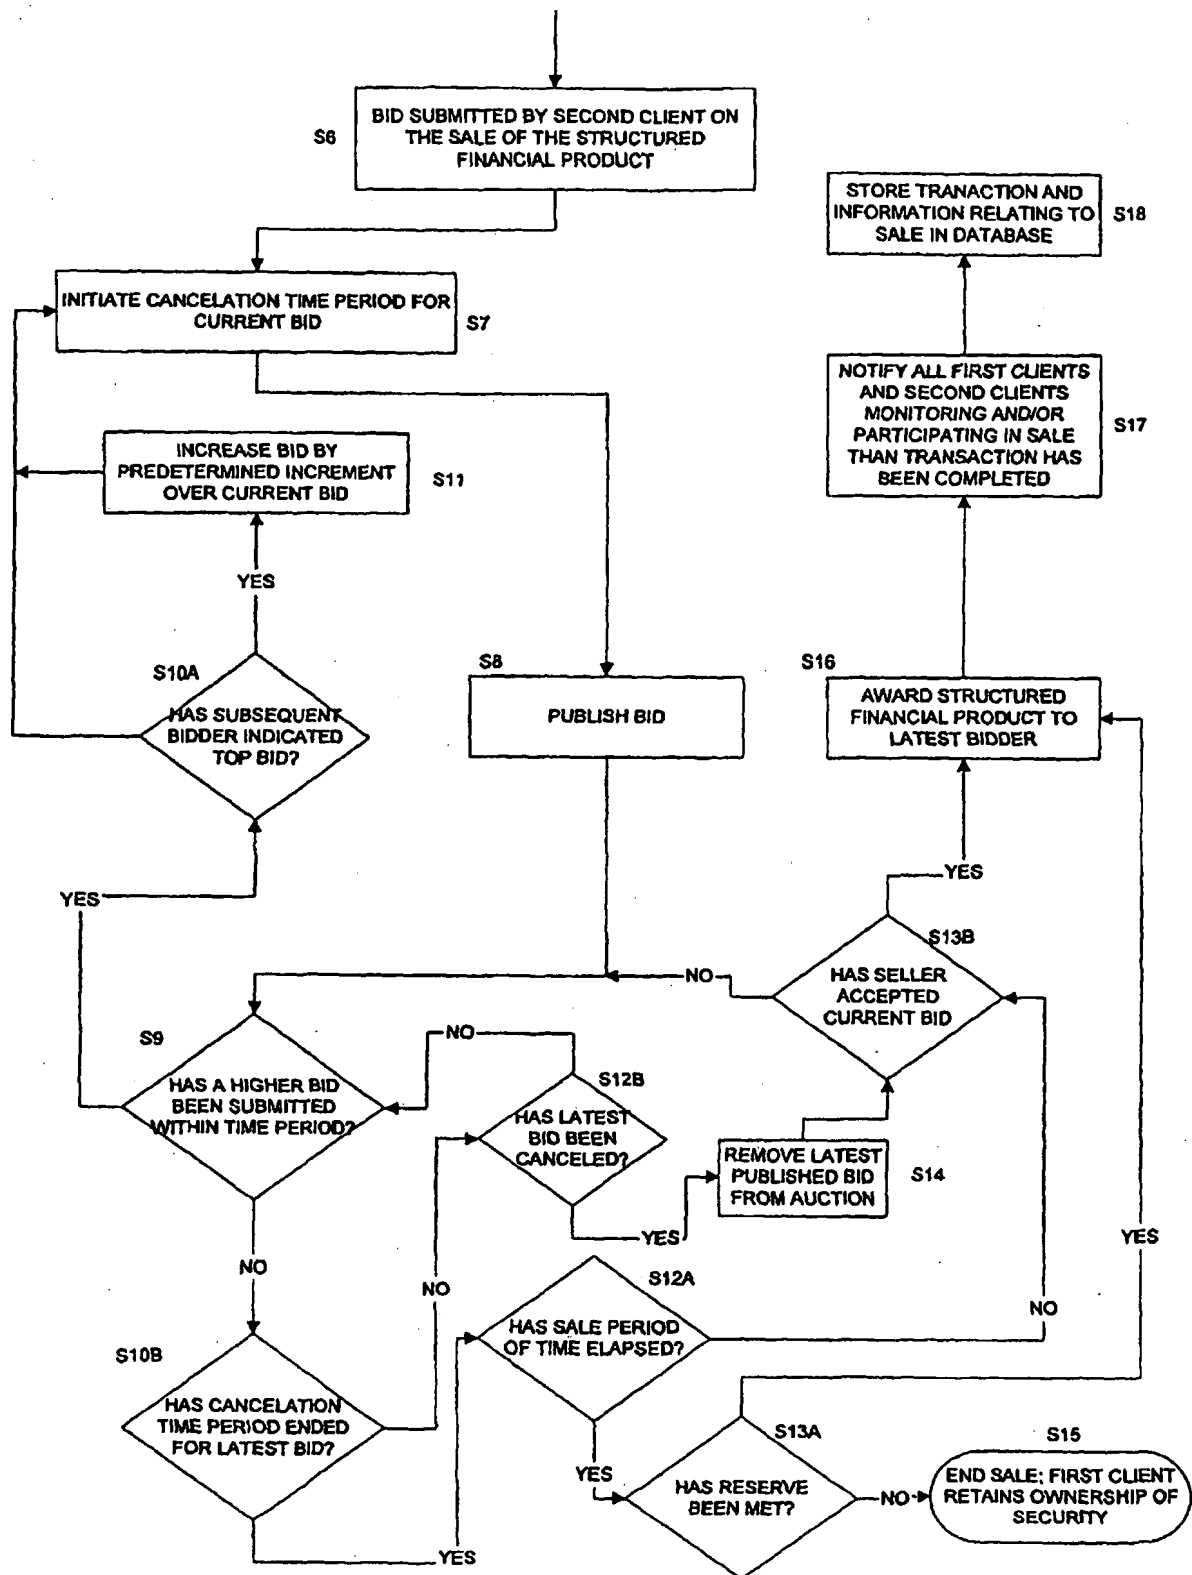 S6
BID SUBMITTED BY SECOND CLIENT ON
THE SALE OF THE STRUCTURED
FINANCIAL PRODUCT
STORE TRANACTION AND
INFORMATION RELATING TO
SALE IN DATABASE
S18
INITIATE CANCELATION TIME PERIOD FOR
CURRENT BID
S7
NOTIFY ALL FIRST CLIENTS
AND SECOND CLIENTS
MONITORING AND/OR
PARTICIPATING IN SALE
THAN TRANSACTION HAS
BEEN COMPLETED
S17
INCREASE BID BY
PREDETERMINED INCREMENT
OVER CURRENT BID
S11
YES
S10A
HAS SUBSEQUENT
BIDDER INDICATED
TOP BID?
S8
PUBLISH BID
S16
AWARD STRUCTURED
FINANCIAL PRODUCT TO
LATEST BIDDER
YES
YES
S13B
HAS SELLER
ACCEPTED
CURRENT BID
NO
S9
HAS A HIGHER BID
BEEN SUBMITTED
WITHIN TIME PERIOD?
NO
S12B
HAS LATEST
BID BEEN
CANCELED?
REMOVE LATEST
PUBLISHED BID
FROM AUCTION
S14
YES
YES
NO
NO
S12A
HAS SALE PERIOD
OF TIME ELAPSED?
NO
S10B
HAS CANCELATION
TIME PERIOD ENDED
FOR LATEST BID?
YES
YES
S13A
HAS RESERVE
BEEN MET?
NO
S15
END SALE; FIRST CLIENT
RETAINS OWNERSHIP OF
SECURITY